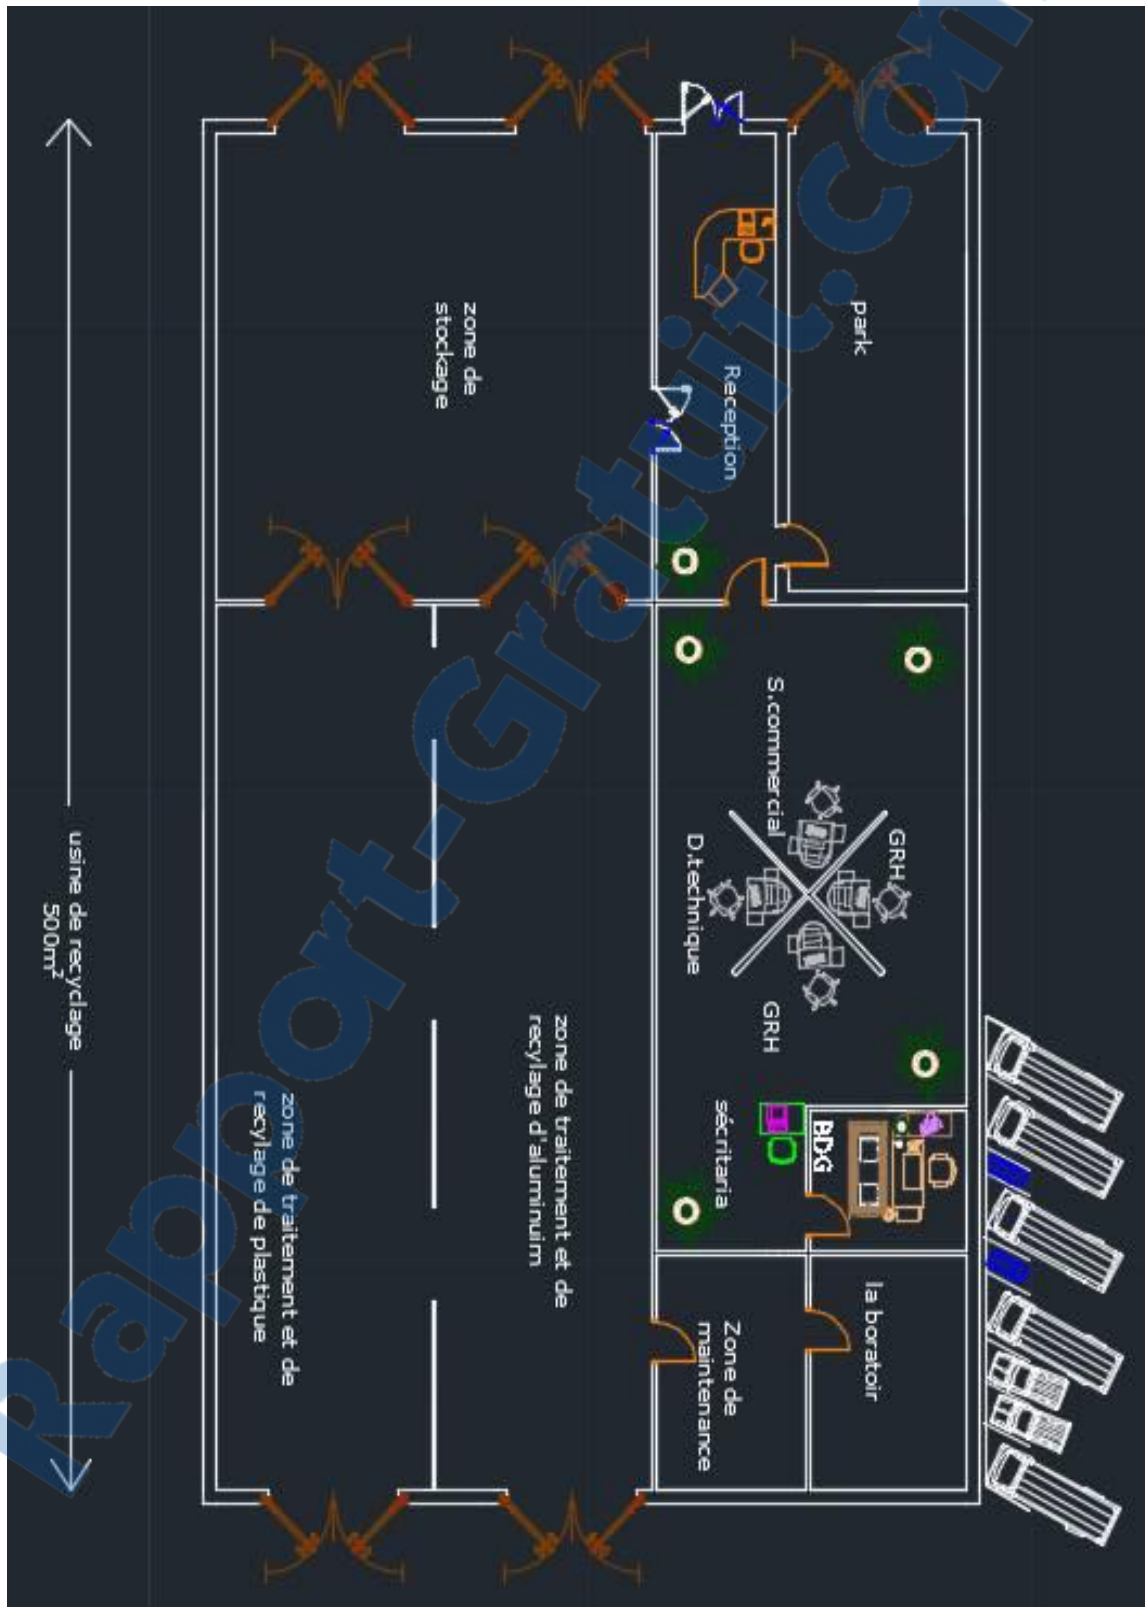 park
Reception
zone de
stockage
S.commercial
GRH
D.technique
GRH
sécritaria
BDG
la boratoir
Zone de
maintenance
zone de traitement et de
recylage d'aluminuim
zone de traitement et de
recylage de plastique
usine de recyclage
500m²
Rapport-Gratuit.com